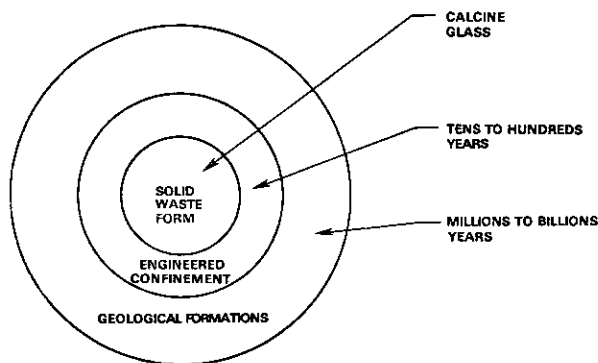 CALCINE
GLASS
TENS TO HUNDREDS
YEARS
SOLID
WASTE
FORM
MILLIONS TO BILLIONS
YEARS
ENGINEERED
CONFINEMENT
GEOLOGICAL FORMATIONS